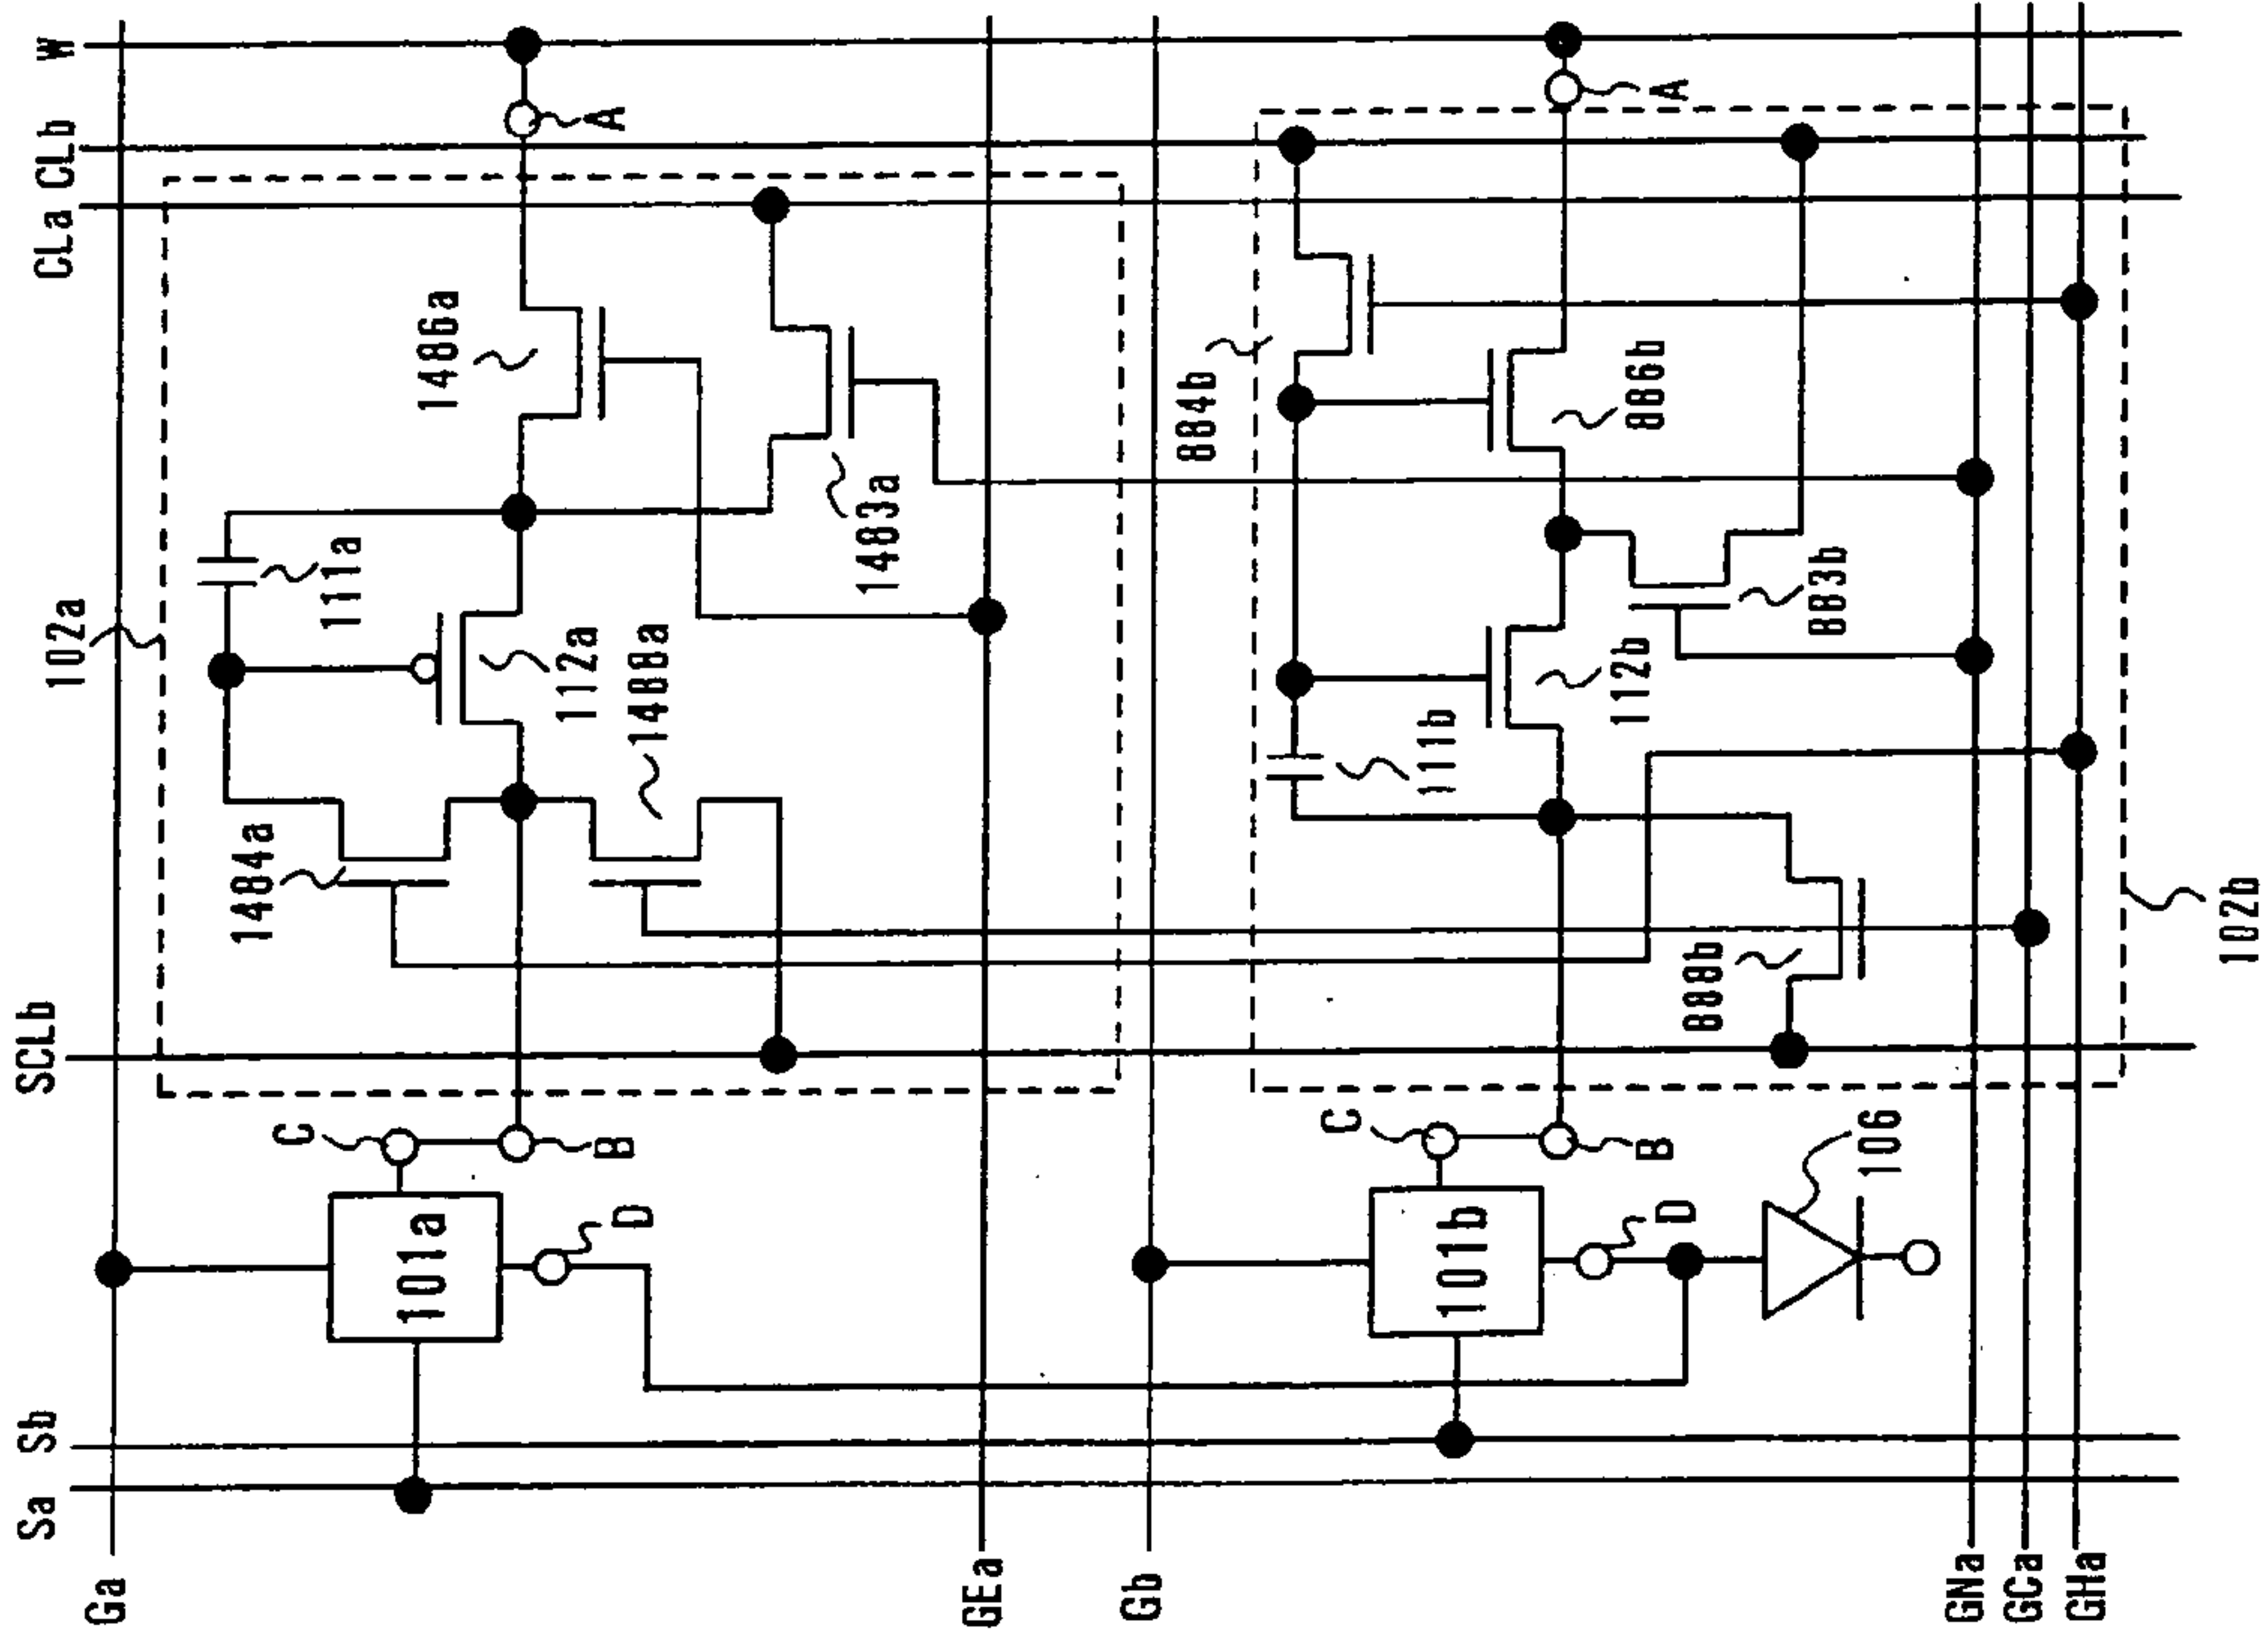 W
CLb
CLa
SCLb
Sb
Sa
Ga
GEa
Gb
GNa
GCa
GHa
102a
111a
112a
1486a
1483a
1488a
1484a
A
B
C
D
101a
A
884b
886b
883b
112b
111b
888b
102b
C
B
D
101b
106